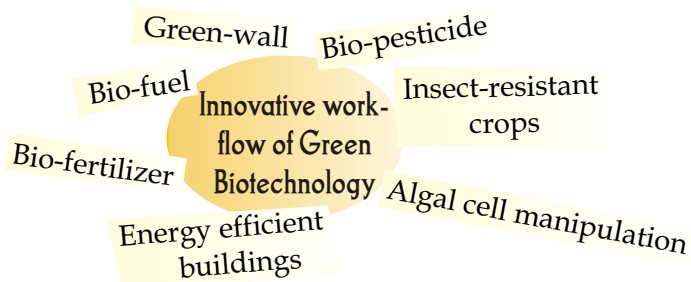 Green-wall
Bio-pesticide
Bio-fuel
Insect-resistant
crops
Innovative work-
flow of Green
Biotechnology
Bio-fertilizer
Algal cell manipulation
Energy efficient
buildings